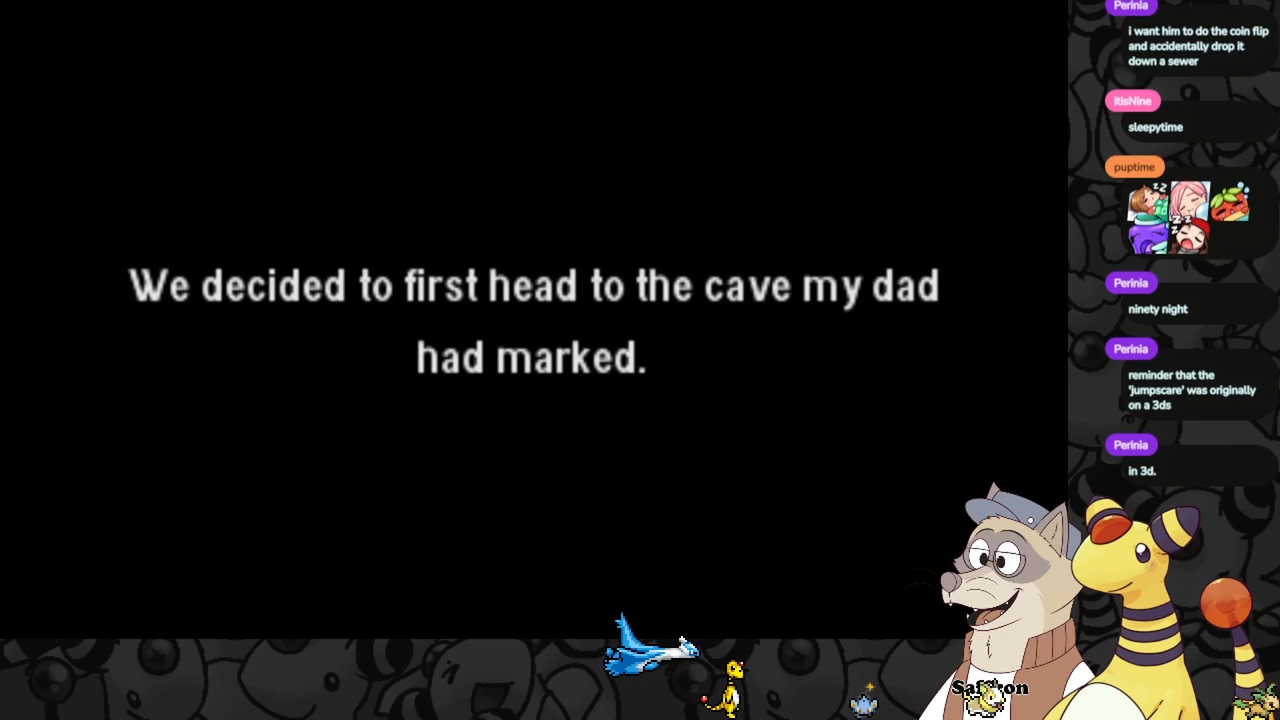 We decided to first head to the cave my dad
had marked.
Perinia
i want him to do the coin flip
and accidentally drop it
down a sewer
itisNine
sleepytime
puptime
Perinia
ninety night
Perinia
reminder that the
'jumpscare' was originally
on a 3ds
Perinia
in 3d.